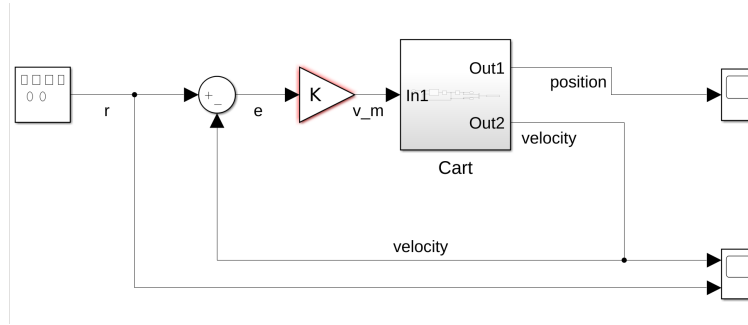 Out1
position
+
_
K
In1
r
e
v_m
Out2
velocity
Cart
velocity